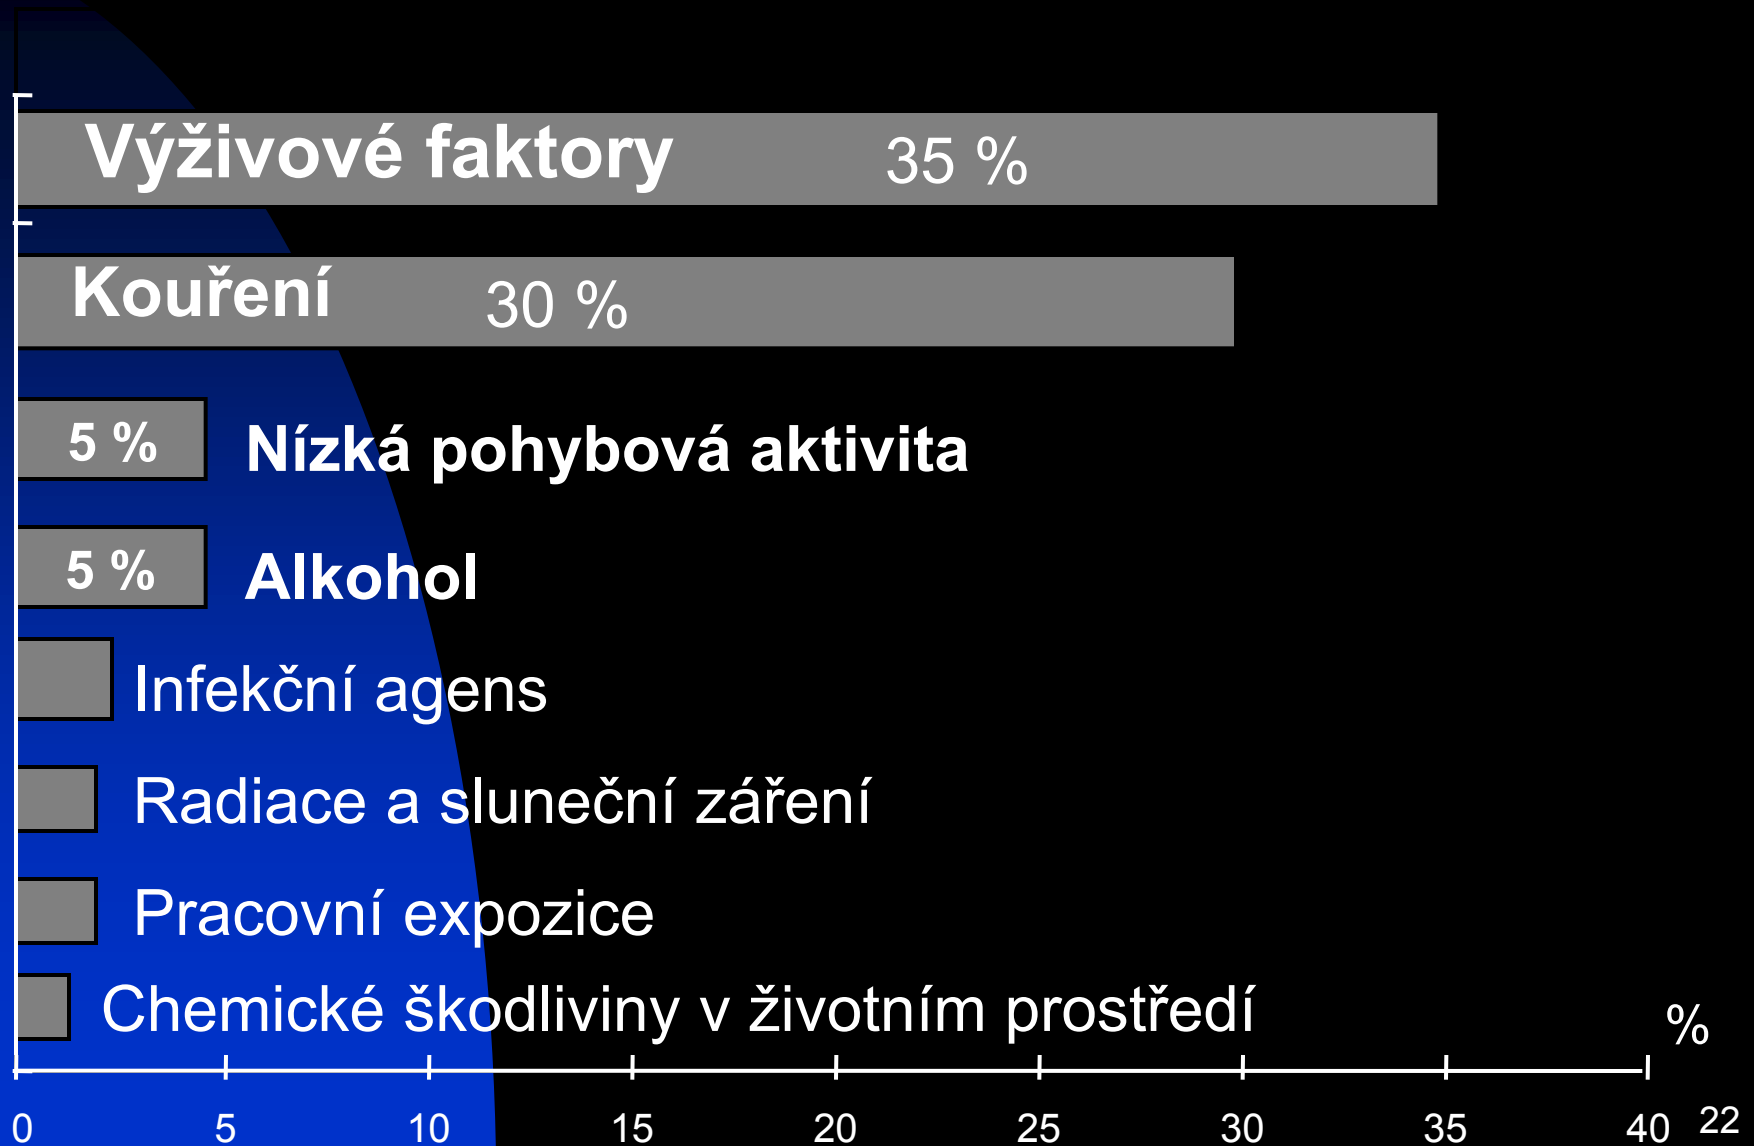 Výživové faktory 35 %
Kouření 30 %
5 % Nízká pohybová aktivita
5 % Alkohol
Infekční agens
Radiace a sluneční záření
Pracovní expozice
Chemické škodliviny v životním prostředí %
0 5 10 15 20 25 30 35 40 22